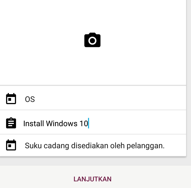 OS
Install Windows 10
Suku cadang disediakan oleh pelanggan.
LANJUTKAN